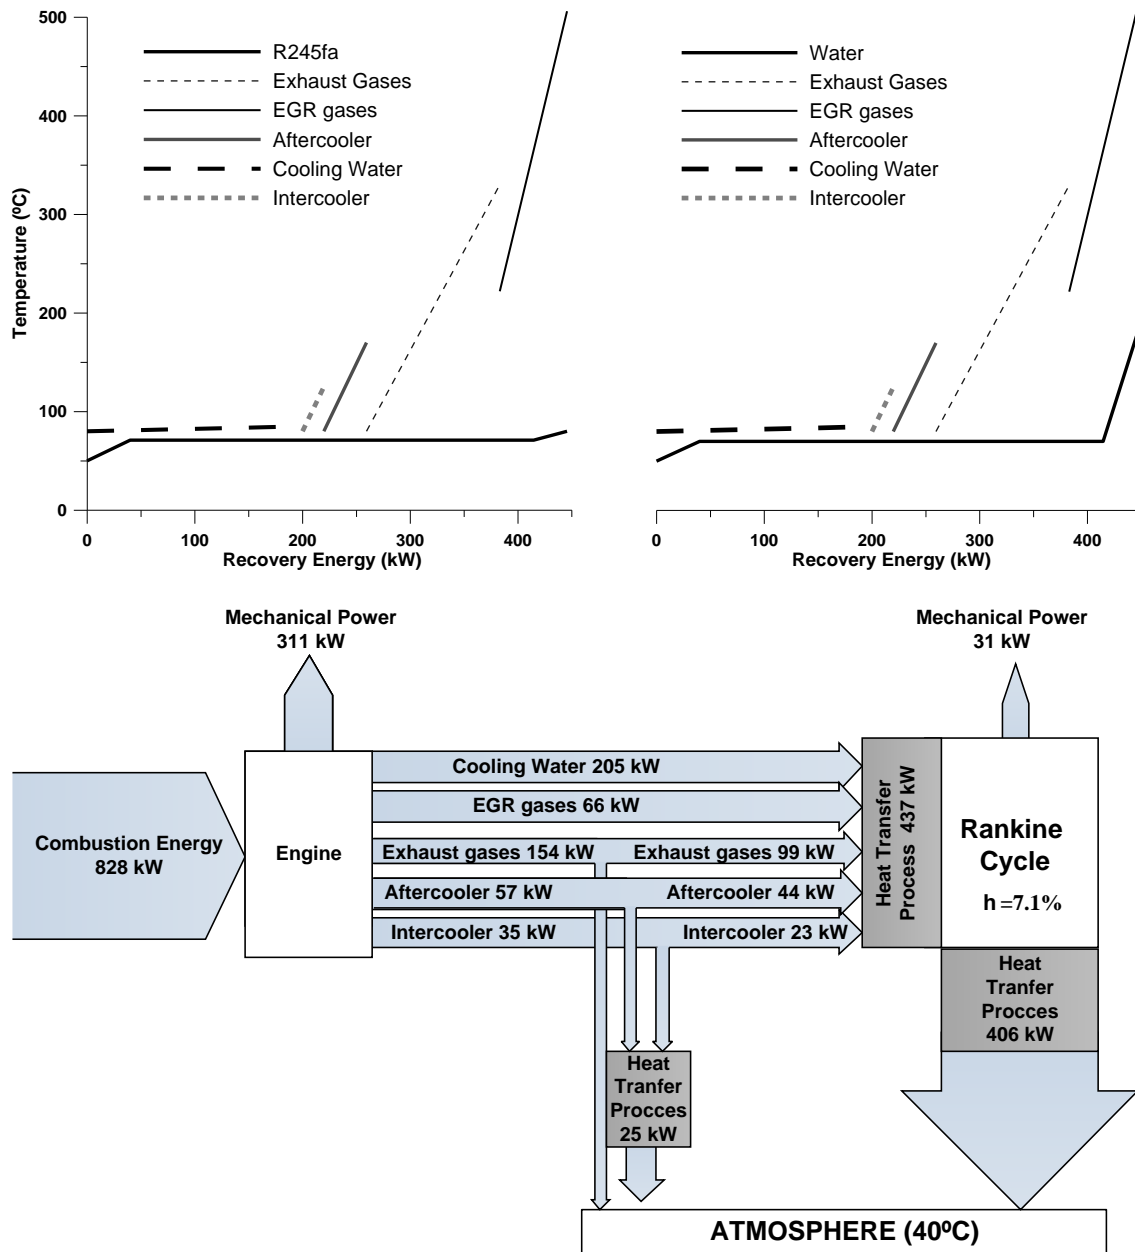 500
400
300
200
100
0
Temperature (ºC)
R245fa
Exhaust Gases
EGR gases
Aftercooler
Cooling Water
Intercooler
0
200
400
Recovery Energy (kW)
Water
Exhaust Gases
EGR gases
Aftercooler
Cooling Water
Intercooler
0
200
400
Recovery Energy (kW)
Mechanical Power
311 kW
Mechanical Power
31 kW
Combustion Energy
828 kW
Engine
Cooling Water 205 kW
EGR gases 66 kW
Exhaust gases 154 kW
Exhaust gases 99 kW
Aftercooler 57 kW
Aftercooler 44 kW
Intercooler 35 kW
Intercooler 23 kW
Heat Transfer
Process 437 kW
Rankine
Cycle
h =7.1%
Heat
Tranfer
Procces
406 kW
Heat
Tranfer
Procces
25 kW
ATMOSPHERE (40ºC)